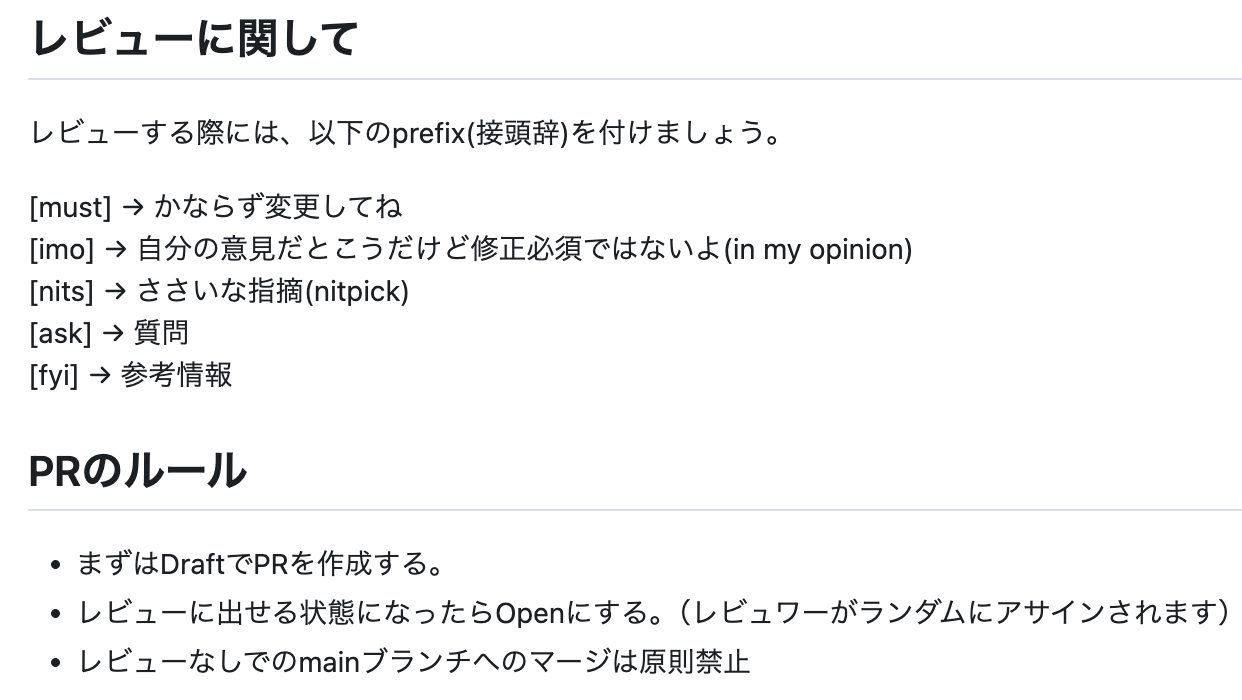 レビューに関して
レビューする際には、以下のprefix(接頭辞)を付けましょう。
[must] → かならず変更してね
[imo] → 自分の意見だとこうだけど修正必須ではないよ(in my opinion)
[nits] → ささいな指摘(nitpick)
[ask] → 質問
[fyi] → 参考情報
PRのルール
• まずはDraftでPRを作成する。
• レビューに出せる状態になったらOpenにする。（レビュワーがランダムにアサインされます）
• レビューなしでのmainブランチへのマージは原則禁止